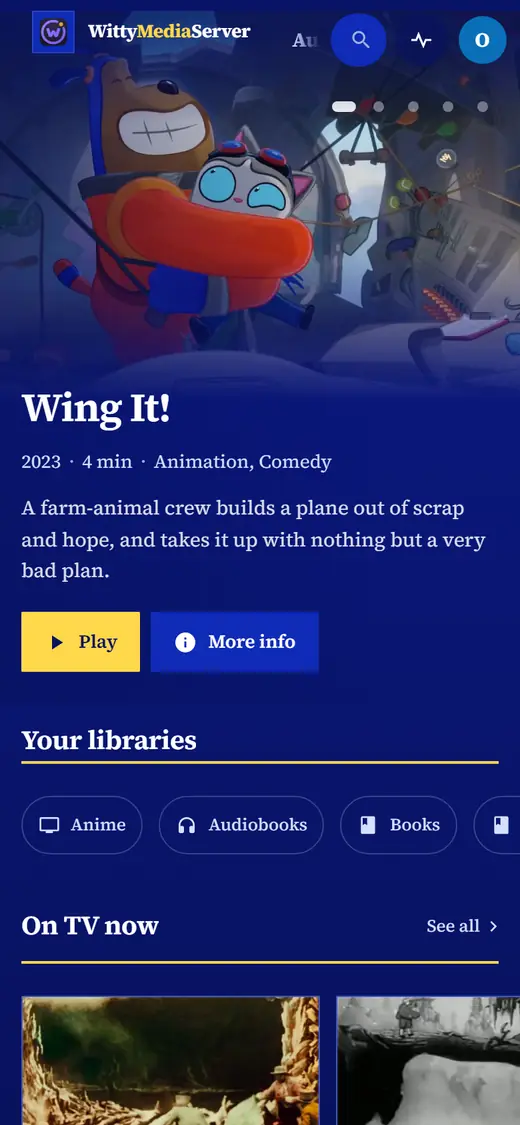 WittyMediaServer
Au
O
Wing It!
2023 · 4 min · Animation, Comedy
A farm-animal crew builds a plane out of scrap
and hope, and takes it up with nothing but a very
bad plan.
Play
More info
Your libraries
Anime
Audiobooks
Books
On TV now
See all